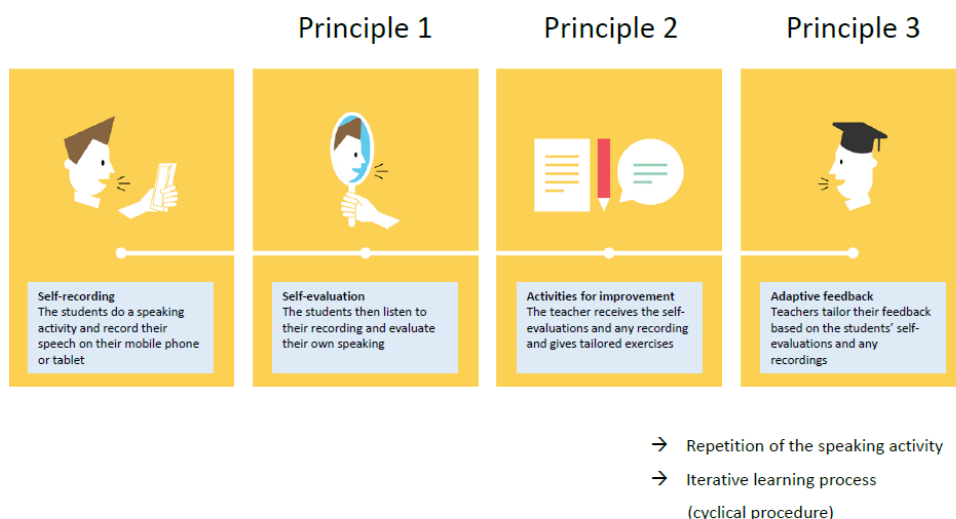 Principle 1
Principle 2
Principle 3
Self-recording
The students do a speaking
activity and record their
speech on their mobile phone
or tablet
Self-evaluation
The students then listen to
their recording and evaluate
their own speaking
Activities for improvement
The teacher receives the self-
evaluations and any recording
and gives tailored exercises
Adaptive feedback
Teachers tailor their feedback
based on the students’ self-
evaluations and any
recordings
→ Repetition of the speaking activity
→ Iterative learning process
(cyclical procedure)